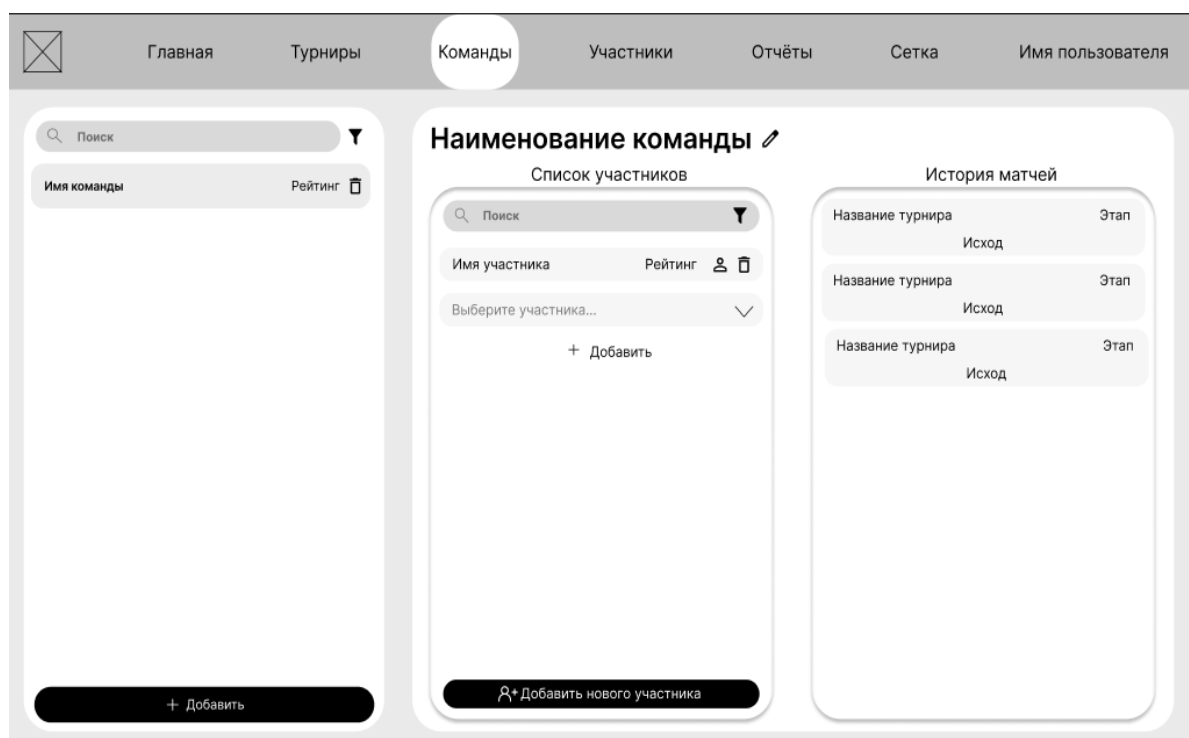 Главная Турниры Команды Участники Отчёты Сетка Имя пользователя
Поиск
Имя команды Рейтинг
+ Добавить
Наименование команды
Список участников
Поиск
Имя участника Рейтинг
Выберите участника...
+ Добавить
Добавить нового участника
История матчей
Название турнира Этап
Исход
Название турнира Этап
Исход
Название турнира Этап
Исход